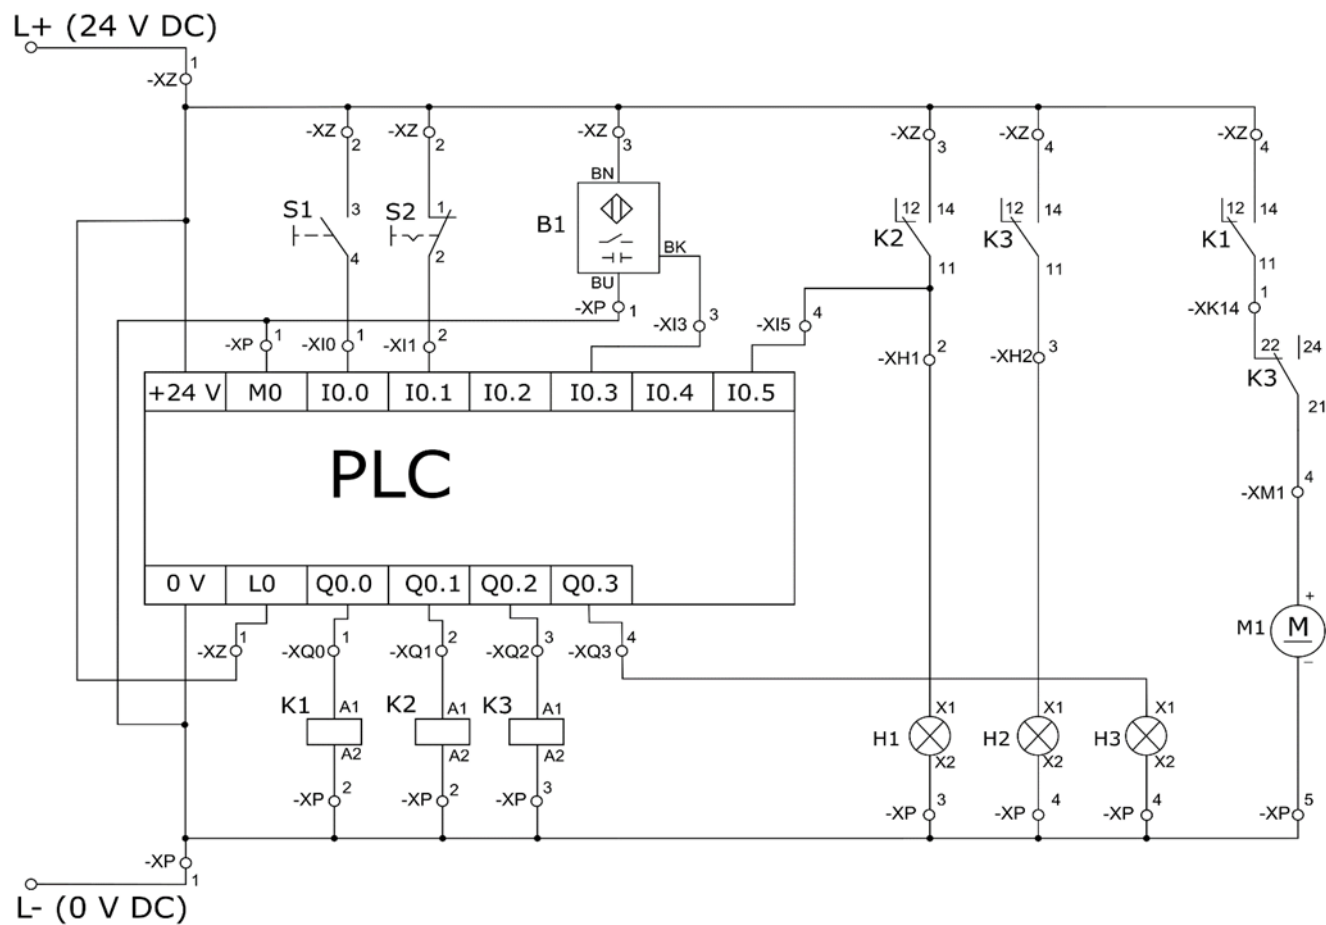 L+ (24 V DC)
1
-XZ
-XZ -XZ -XZ -XZ -XZ -XZ
2 2 3 3 4 4
BN
S1 3 S2 1 B1 12 14 12 14 12 14
K2 K3 K1
4 2 BK 11 11 11
BU
-XP 1 -XI3 3 -XI5 4 -XK14 1
-XP 1 -XI0 1 -XI1 2 -XH1 2 -XH2 3 22 24
K3
+24 V M0 I0.0 I0.1 I0.2 I0.3 I0.4 I0.5
21
PLC
-XM1 4
0 V L0 Q0.0 Q0.1 Q0.2 Q0.3
+
M1 M
−
-XZ 1 -XQ0 1 -XQ1 2 -XQ2 3 -XQ3 4
K1 A1 K2 A1 K3 A1 X1 X1 X1
H1 H2 H3
A2 A2 A2 X2 X2 X2
-XP 2 -XP 2 -XP 3 -XP 3 -XP 4 -XP 4 -XP 5
-XP
1
L- (0 V DC)